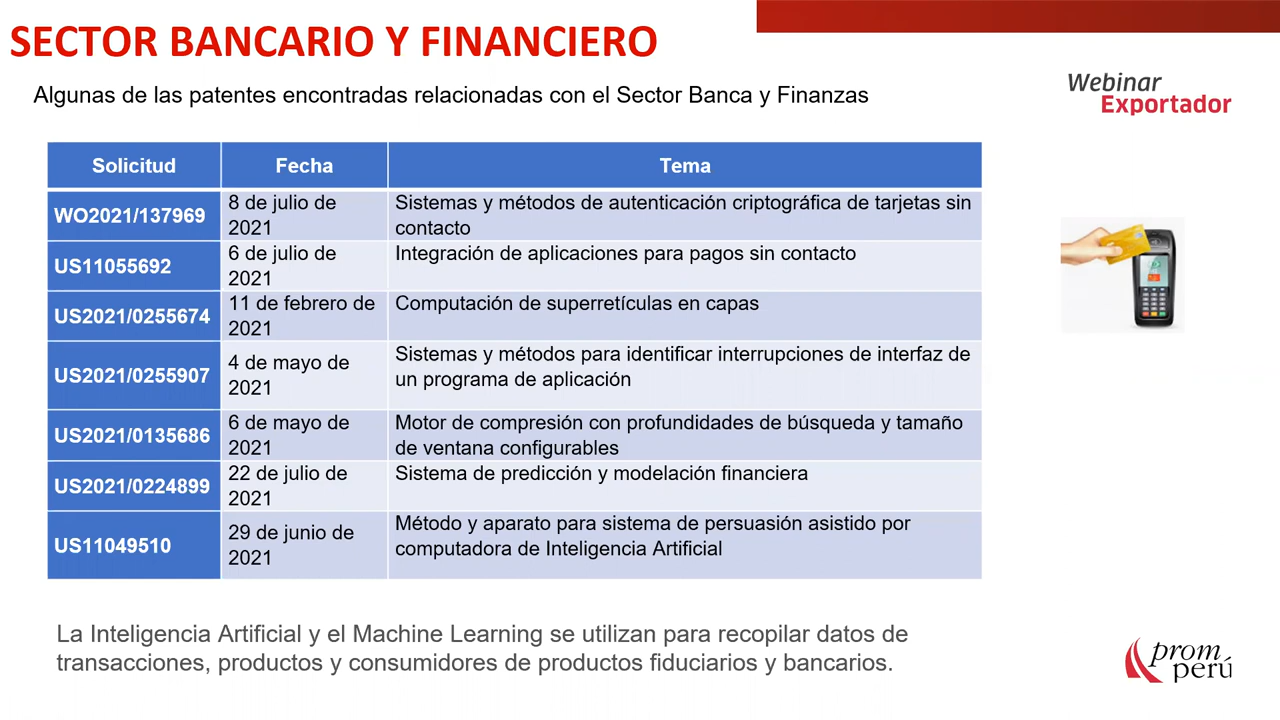 SECTOR BANCARIO Y FINANCIERO
Algunas de las patentes encontradas relacionadas con el Sector Banca y Finanzas
Webinar
Exportador
Solicitud Fecha Tema
WO2021/137969 8 de julio de 2021 Sistemas y métodos de autenticación criptográfica de tarjetas sin contacto
US11055692 6 de julio de 2021 Integración de aplicaciones para pagos sin contacto
US2021/0255674 11 de febrero de 2021 Computación de superretículas en capas
US2021/0255907 4 de mayo de 2021 Sistemas y métodos para identificar interrupciones de interfaz de un programa de aplicación
US2021/0135686 6 de mayo de 2021 Motor de compresión con profundidades de búsqueda y tamaño de ventana configurables
US2021/0224899 22 de julio de 2021 Sistema de predicción y modelación financiera
US11049510 29 de junio de 2021 Método y aparato para sistema de persuasión asistido por computadora de Inteligencia Artificial
La Inteligencia Artificial y el Machine Learning se utilizan para recopilar datos de
transacciones, productos y consumidores de productos fiduciarios y bancarios.
prom
perú